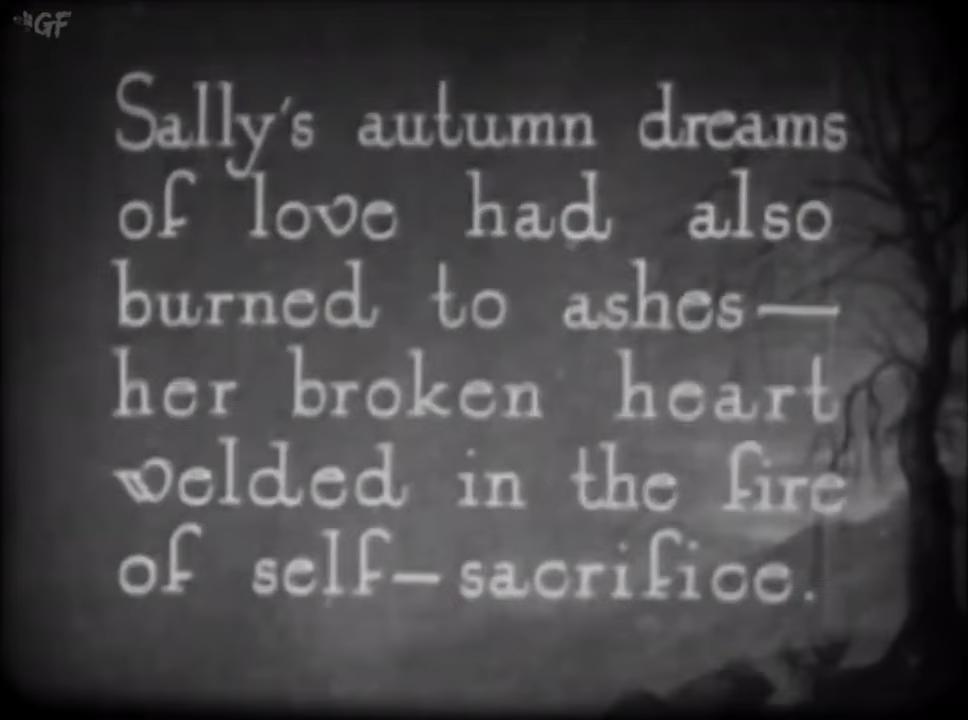 GF
Sally's autumn dreams
of love had also
burned to ashes—
her broken heart
welded in the fire
of self-sacrifice.